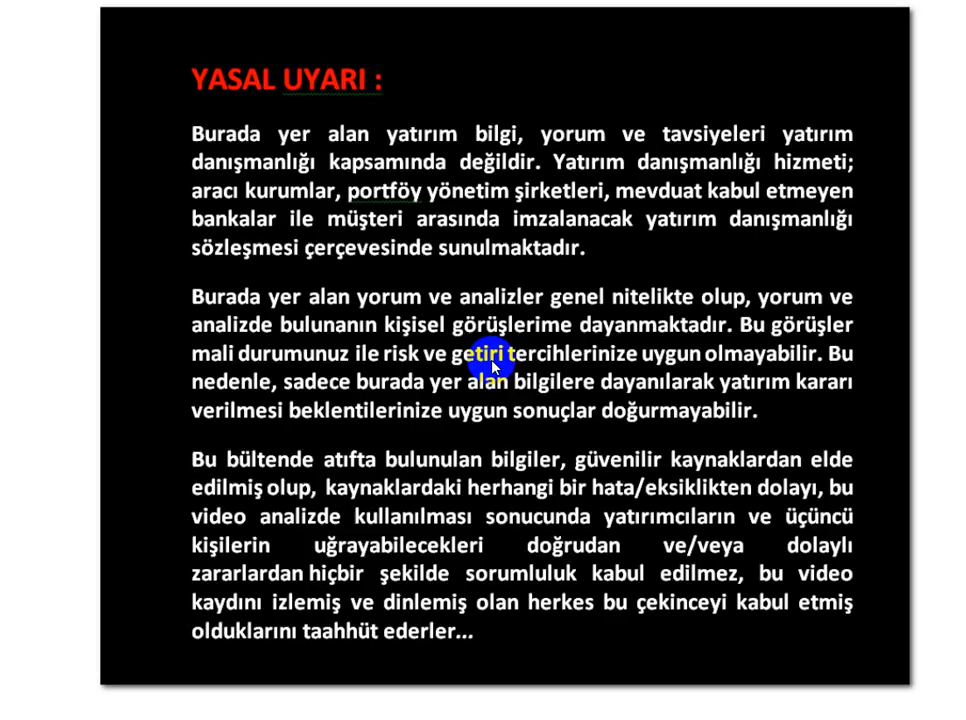 YASAL UYARI :
Burada yer alan yatırım bilgi, yorum ve tavsiyeleri yatırım
danışmanlığı kapsamında değildir. Yatırım danışmanlığı hizmeti;
aracı kurumlar, portföy yönetim şirketleri, mevduat kabul etmeyen
bankalar ile müşteri arasında imzalanacak yatırım danışmanlığı
sözleşmesi çerçevesinde sunulmaktadır.
Burada yer alan yorum ve analizler genel nitelikte olup, yorum ve
analizde bulunanın kişisel görüşlerime dayanmaktadır. Bu görüşler
mali durumunuz ile risk ve getiri tercihlerinize uygun olmayabilir. Bu
nedenle, sadece burada yer alan bilgilere dayanılarak yatırım kararı
verilmesi beklentilerinize uygun sonuçlar doğurmayabilir.
Bu bültende atıfta bulunulan bilgiler, güvenilir kaynaklardan elde
edilmiş olup, kaynaklardaki herhangi bir hata/eksiklikten dolayı, bu
video analizde kullanılması sonucunda yatırımcıların ve üçüncü
kişilerin uğrayabilecekleri doğrudan ve/veya dolaylı
zararlardan hiçbir şekilde sorumluluk kabul edilmez, bu video
kaydını izlemiş ve dinlemiş olan herkes bu çekinceyi kabul etmiş
olduklarını taahhüt ederler...